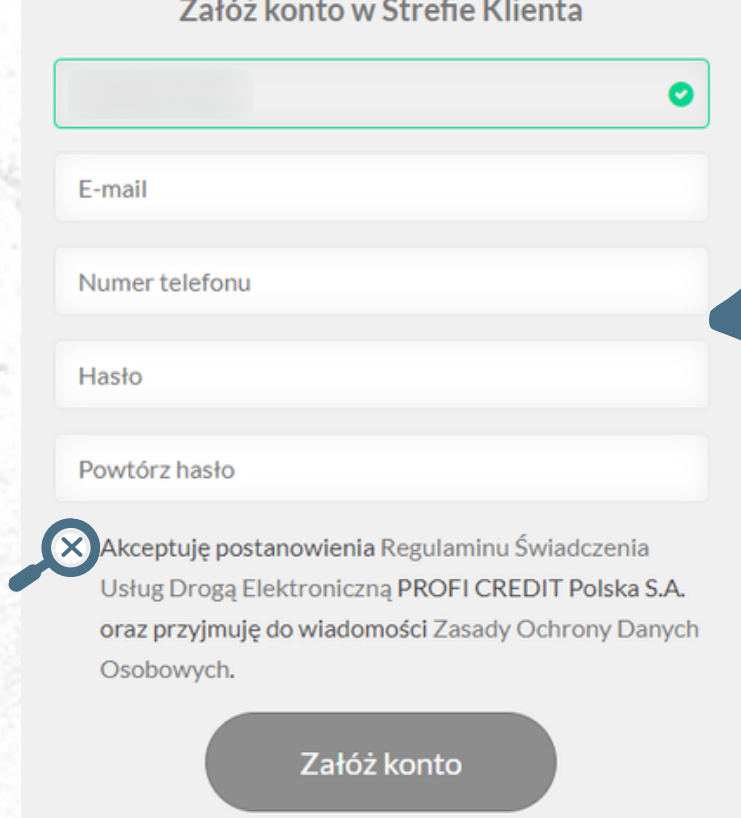 Załóż konto w Strefie Klienta
E-mail
Numer telefonu
Hasło
Powtórz hasło
Akceptuję postanowienia Regulaminu Świadczenia
Usług Drogą Elektroniczną PROFI CREDIT Polska S.A.
oraz przyjmuję do wiadomości Zasady Ochrony Danych
Osobowych.
Załóż konto